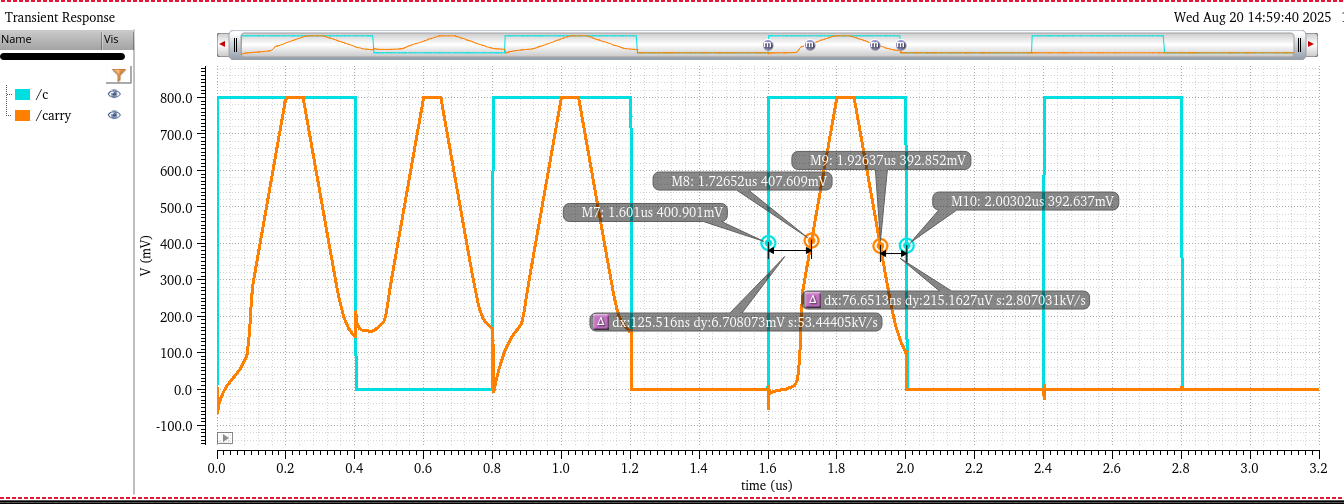 Transient Response
Wed Aug 20 14:59:40 2025
Name Vis
/c
/carry
m m m m
800.0
700.0
600.0
500.0
400.0
300.0
200.0
100.0
0.0
-100.0
V (mV)
M9: 1.92637us 392.852mV
M8: 1.72652us 407.609mV
M10: 2.00302us 392.637mV
M7: 1.601us 400.901mV
Δ dx:76.6513ns dy:215.1627uV s:2.807031kV/s
Δ dx:125.516ns dy:6.708073mV s:53.44405kV/s
0.0 0.2 0.4 0.6 0.8 1.0 1.2 1.4 1.6 1.8 2.0 2.2 2.4 2.6 2.8 3.0 3.2
time (us)